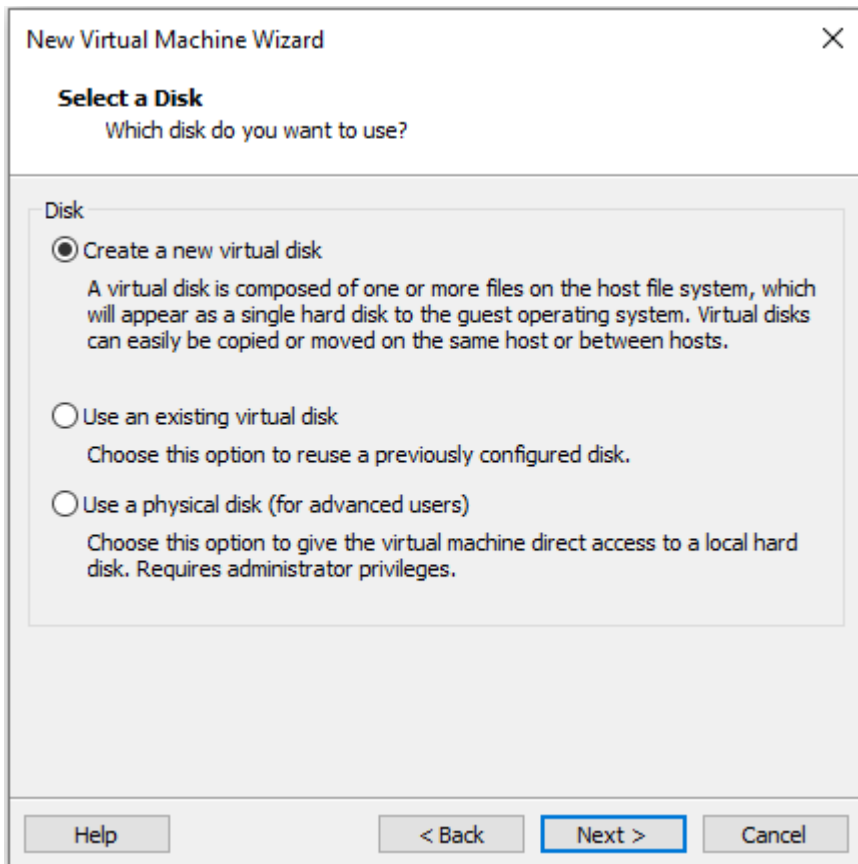 New Virtual Machine Wizard
Select a Disk
Which disk do you want to use?
Disk
Create a new virtual disk
A virtual disk is composed of one or more files on the host file system, which
will appear as a single hard disk to the guest operating system. Virtual disks
can easily be copied or moved on the same host or between hosts.
Use an existing virtual disk
Choose this option to reuse a previously configured disk.
Use a physical disk (for advanced users)
Choose this option to give the virtual machine direct access to a local hard
disk. Requires administrator privileges.
Help
< Back
Next >
Cancel